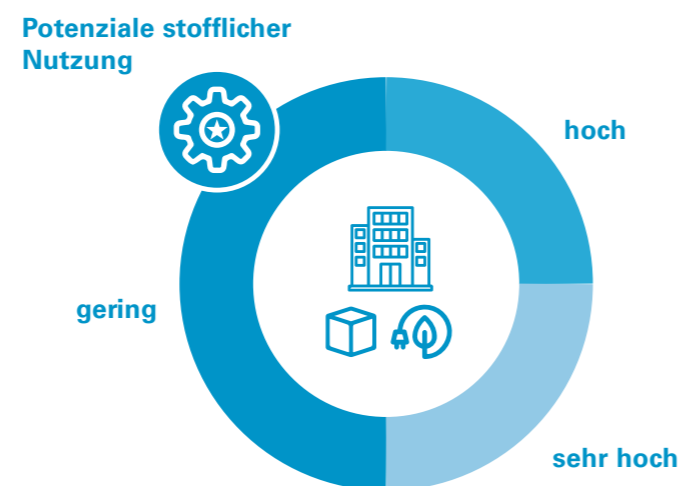 Potenziale stofflicher
Nutzung
hoch
gering
sehr hoch